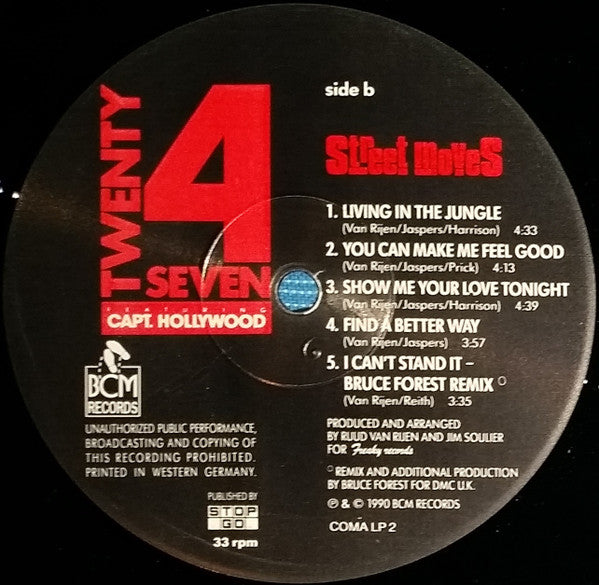 TWENTY
4
SEVEN
FEATURING
CAPT. HOLLYWOOD
BCM
RECORDS
UNAUTHORIZED PUBLIC PERFORMANCE,
BROADCASTING AND COPYING OF
THIS RECORDING PROHIBITED.
PRINTED IN WESTERN GERMANY.
PUBLISHED BY
STOP
GO
33 rpm
side b
Street Moves
1. LIVING IN THE JUNGLE
(Van Rijen/Jaspers/Harrison) 4:33
2. YOU CAN MAKE ME FEEL GOOD
(Van Rijen/Jaspers/Prick) 4:13
3. SHOW ME YOUR LOVE TONIGHT
(Van Rijen/Jaspers/Harrison) 4:39
4. FIND A BETTER WAY
(Van Rijen/Jaspers) 3:57
5. I CAN'T STAND IT –
BRUCE FOREST REMIX O
(Van Rijen/Reith) 3:35
PRODUCED AND ARRANGED
BY RUUD VAN RIJEN AND JIM SOULIER
FOR Freaky records
O REMIX AND ADDITIONAL PRODUCTION
BY BRUCE FOREST FOR DMC U.K.
℗ & © 1990 BCM RECORDS
COMA LP 2